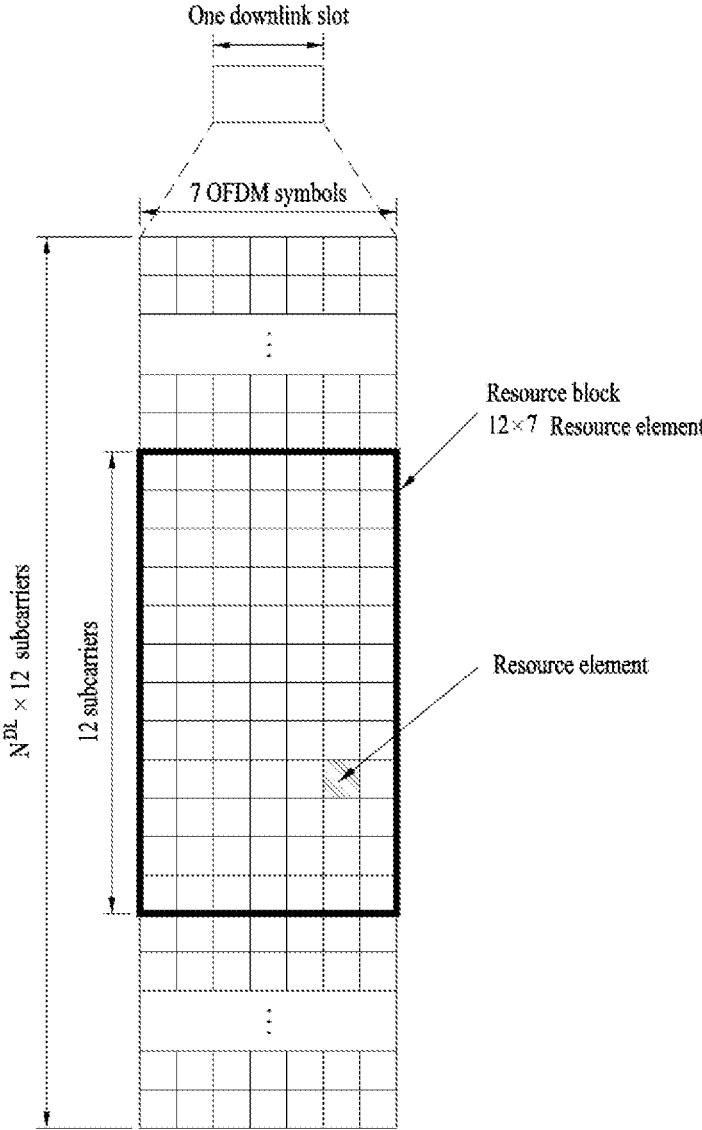 One downlink slot
7 OFDM symbols
Resource block
12×7 Resource element
N^DL × 12 subcarriers
12 subcarriers
Resource element